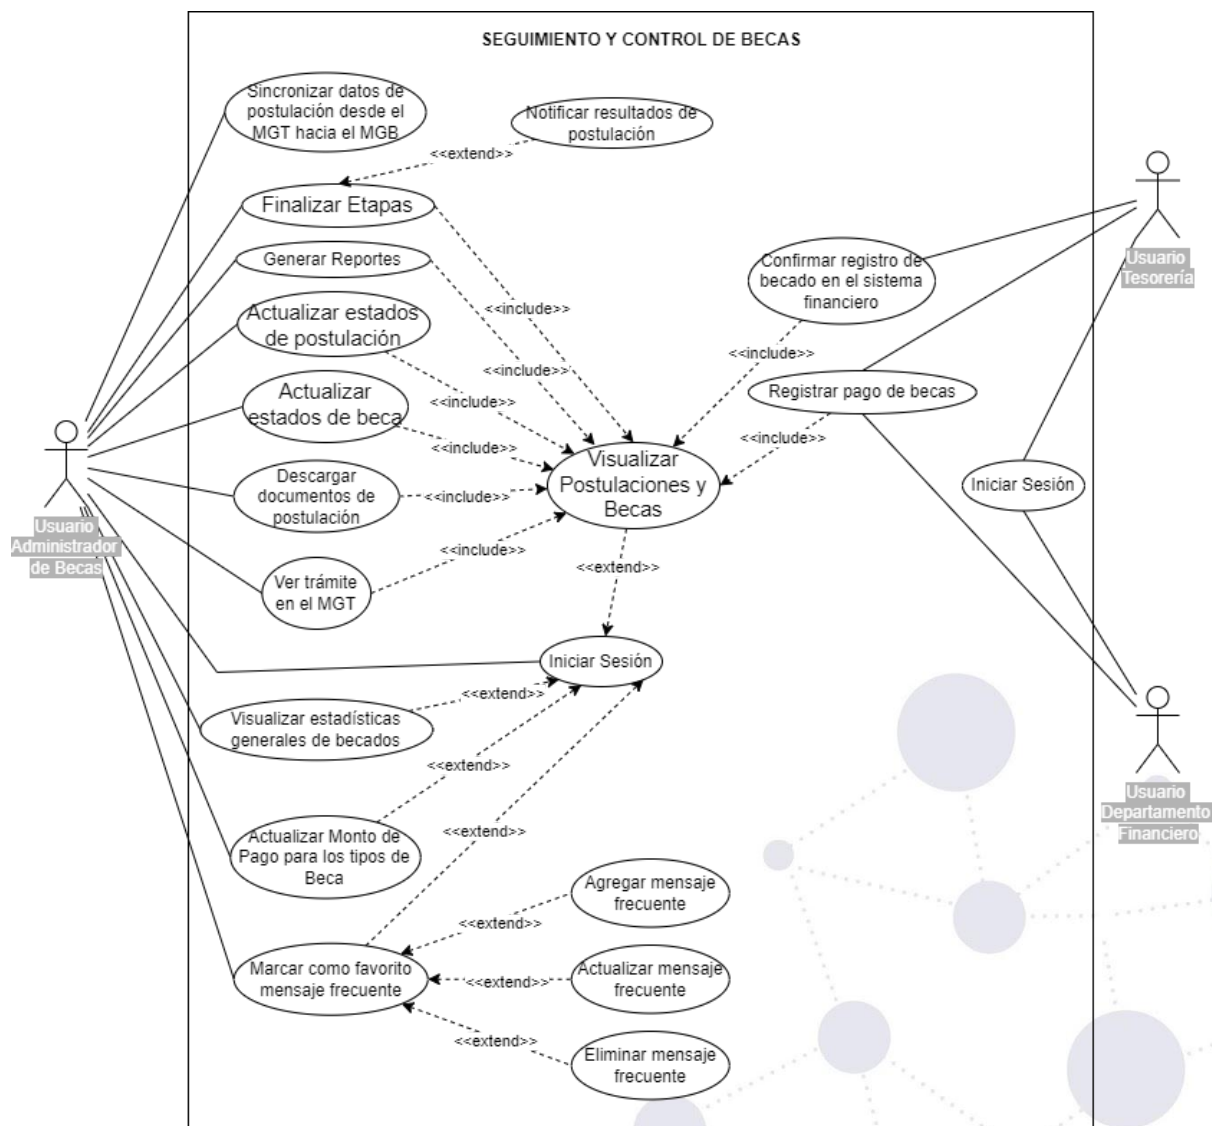 SEGUIMIENTO Y CONTROL DE BECAS
Sincronizar datos de
postulación desde el
MGT hacia el MGB
Notificar resultados de
postulación
<<extend>>
Finalizar Etapas
Generar Reportes
Confirmar registro de
becado en el sistema
financiero
Usuario
Tesorería
Actualizar estados
de postulación
<<include>>
<<include>>
<<include>>
Actualizar
estados de beca
<<include>>
Registrar pago de becas
<<include>>
<<include>>
Visualizar
Postulaciones y
Becas
Descargar
documentos de
postulación
<<include>>
Iniciar Sesión
Usuario
Administrador
de Becas
<<include>>
<<extend>>
Ver trámite
en el MGT
Iniciar Sesión
<<extend>>
Visualizar estadísticas
generales de becados
<<extend>>
Usuario
Departamento
Financiero
<<extend>>
Actualizar Monto de
Pago para los tipos de
Beca
Agregar mensaje
frecuente
<<extend>>
Marcar como favorito
mensaje frecuente
<<extend>>
Actualizar mensaje
frecuente
<<extend>>
Eliminar mensaje
frecuente